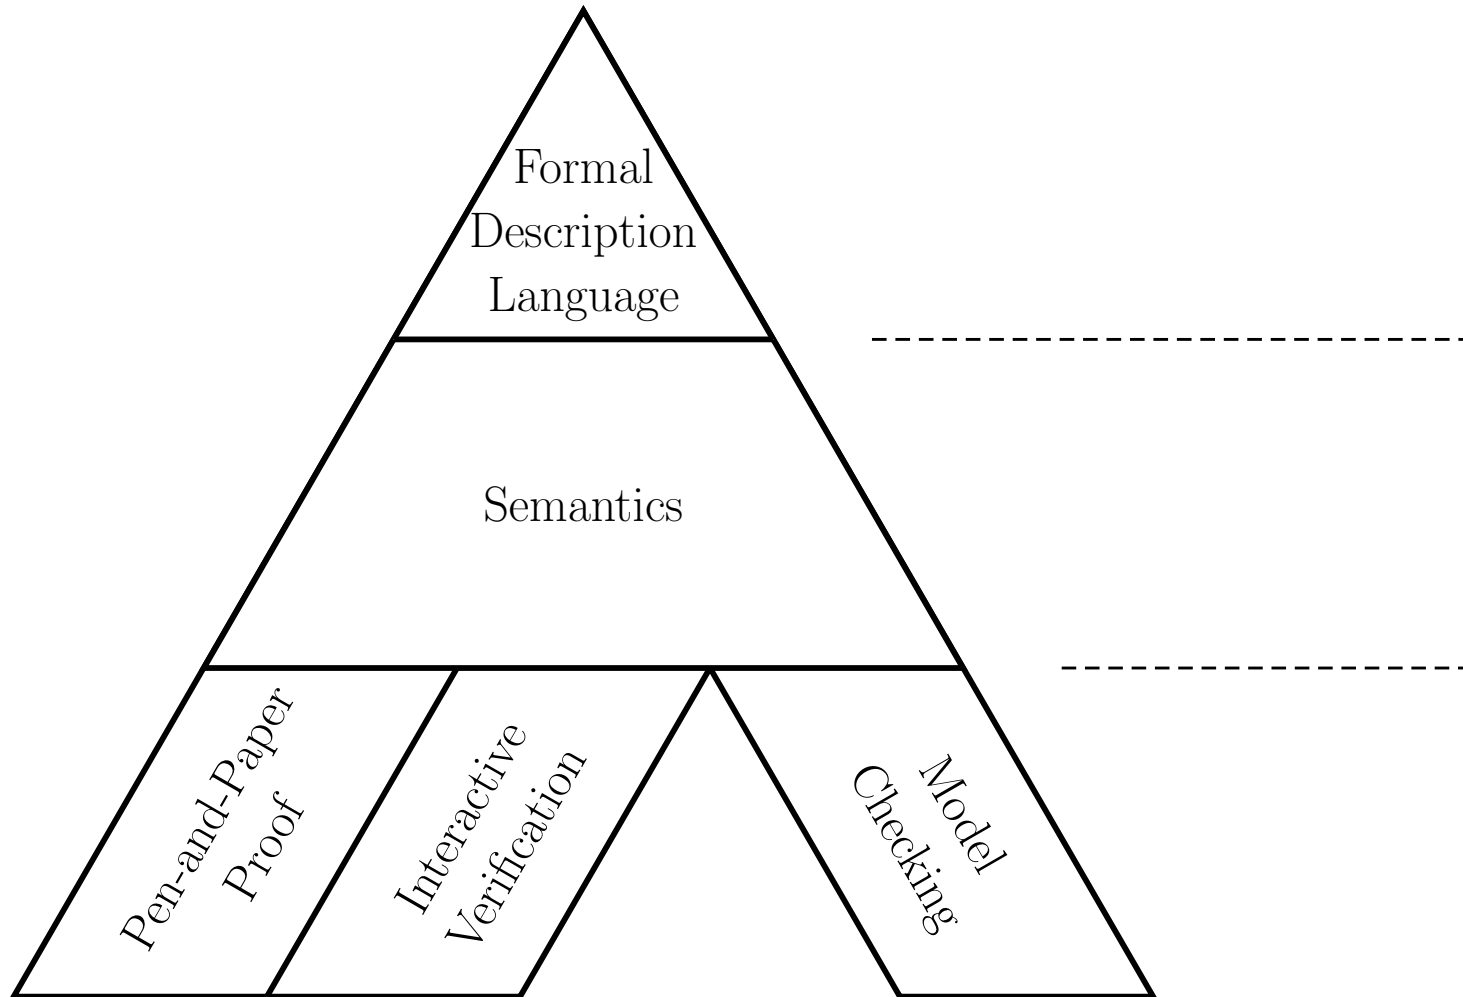 Formal
Description
Language
Semantics
Pen-and-Paper
Proof
Interactive
Verification
Model
Checking